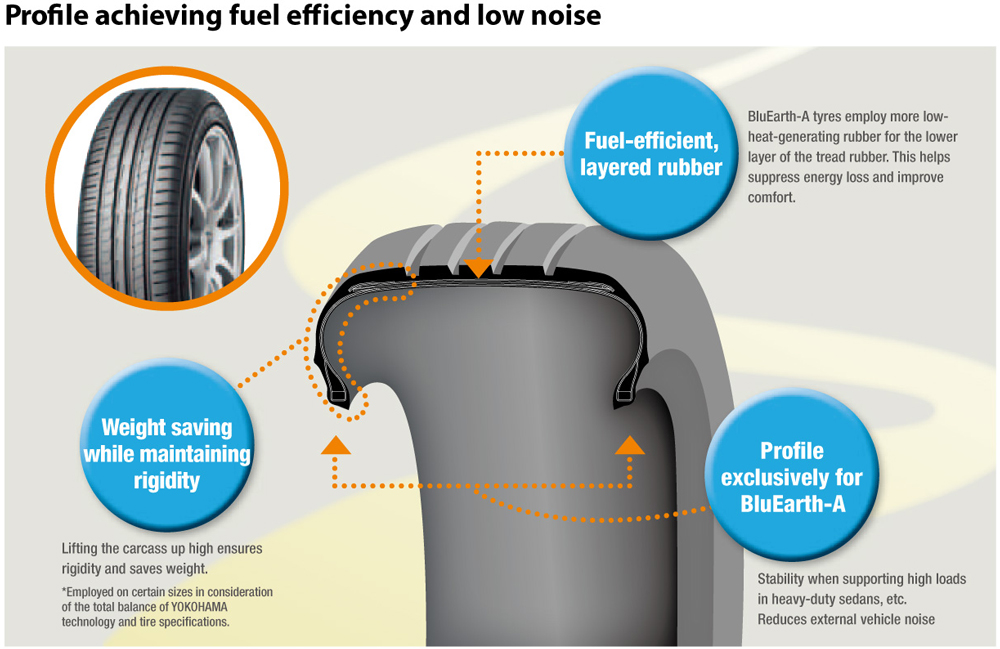 Profile achieving fuel efficiency and low noise
Fuel-efficient,
layered rubber
BluEarth-A tyres employ more low-
heat-generating rubber for the lower
layer of the tread rubber. This helps
suppress energy loss and improve
comfort.
Weight saving
while maintaining
rigidity
Lifting the carcass up high ensures
rigidity and saves weight.
*Employed on certain sizes in consideration
of the total balance of YOKOHAMA
technology and tire specifications.
Profile
exclusively for
BluEarth-A
Stability when supporting high loads
in heavy-duty sedans, etc.
Reduces external vehicle noise